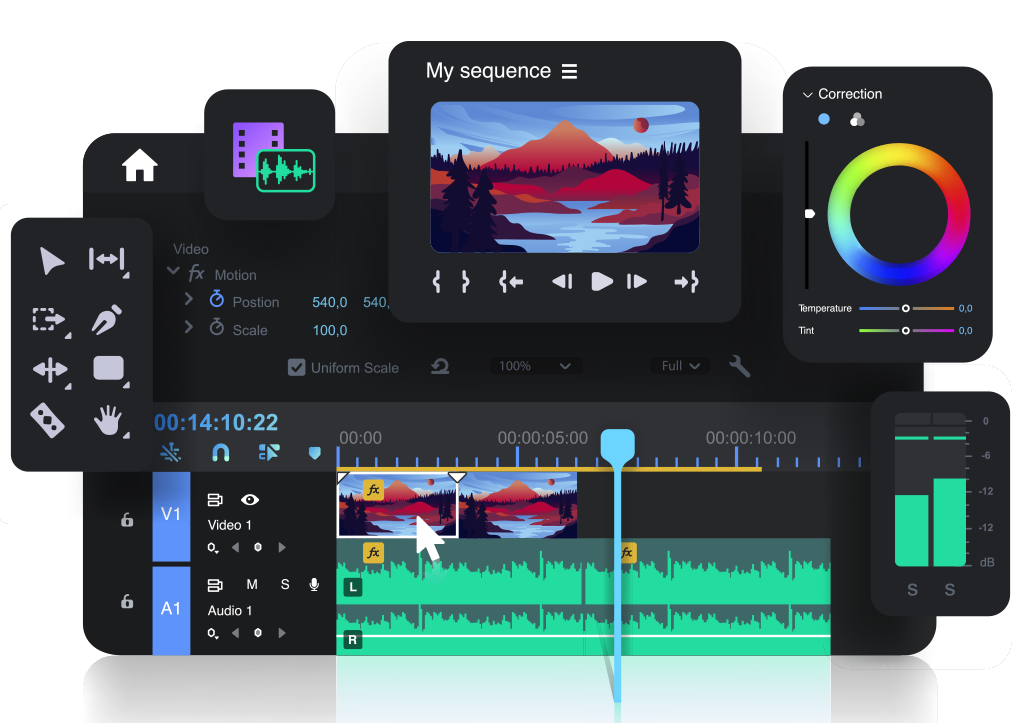 My sequence
Correction
Video
fx Motion
Postion 540,0 540,
Scale 100,0
Uniform Scale 100% Full
Temperature 0,0
Tint 0,0
00:14:10:22
00:00 00:00:05:00 00:00:10:00
fx
V1
Video 1
fx fx
L
M S
A1
Audio 1
R
0
-6
-12
-12
dB
S S